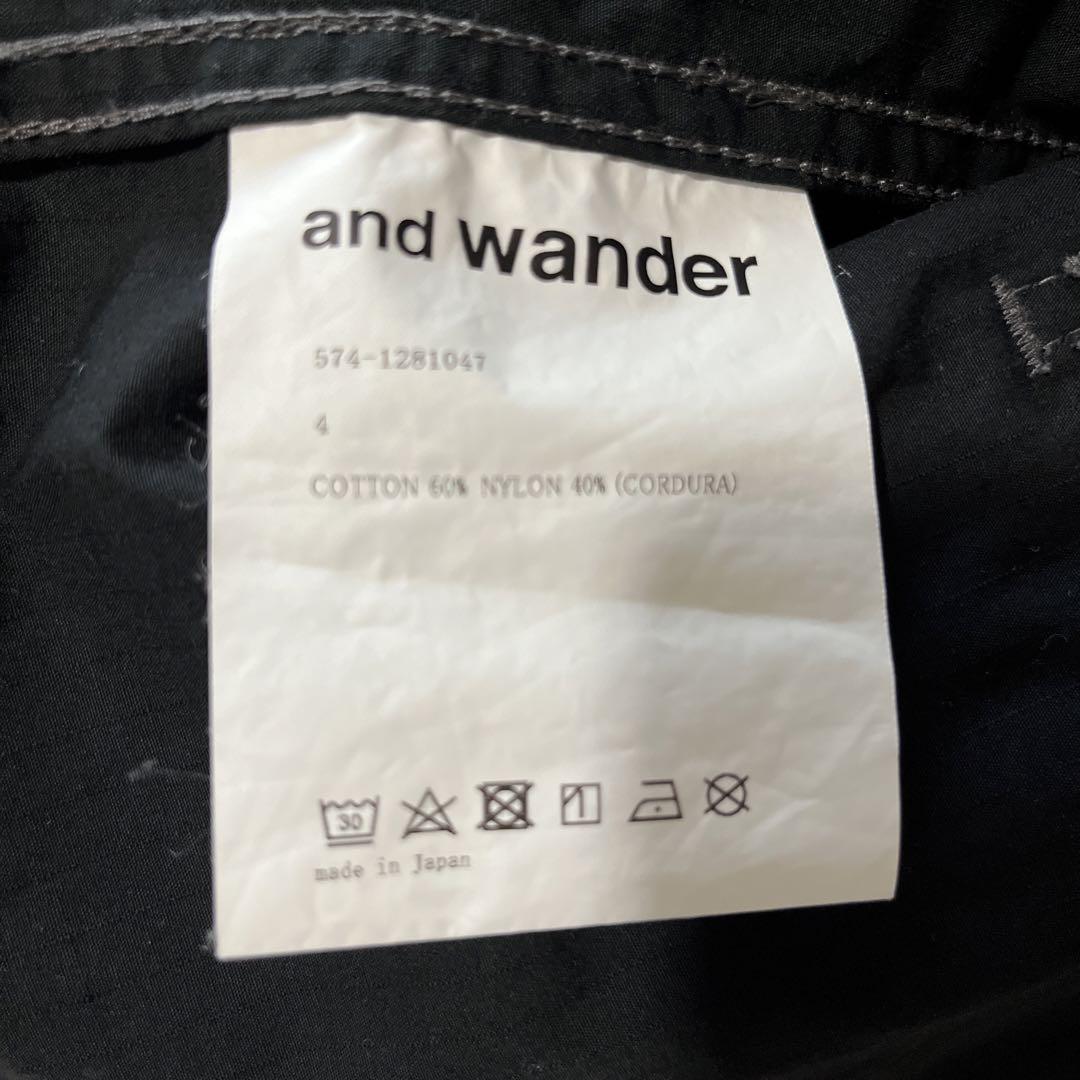 and wander
574-1281047
4
COTTON 60% NYLON 40% (CORDURA)
30
made in Japan